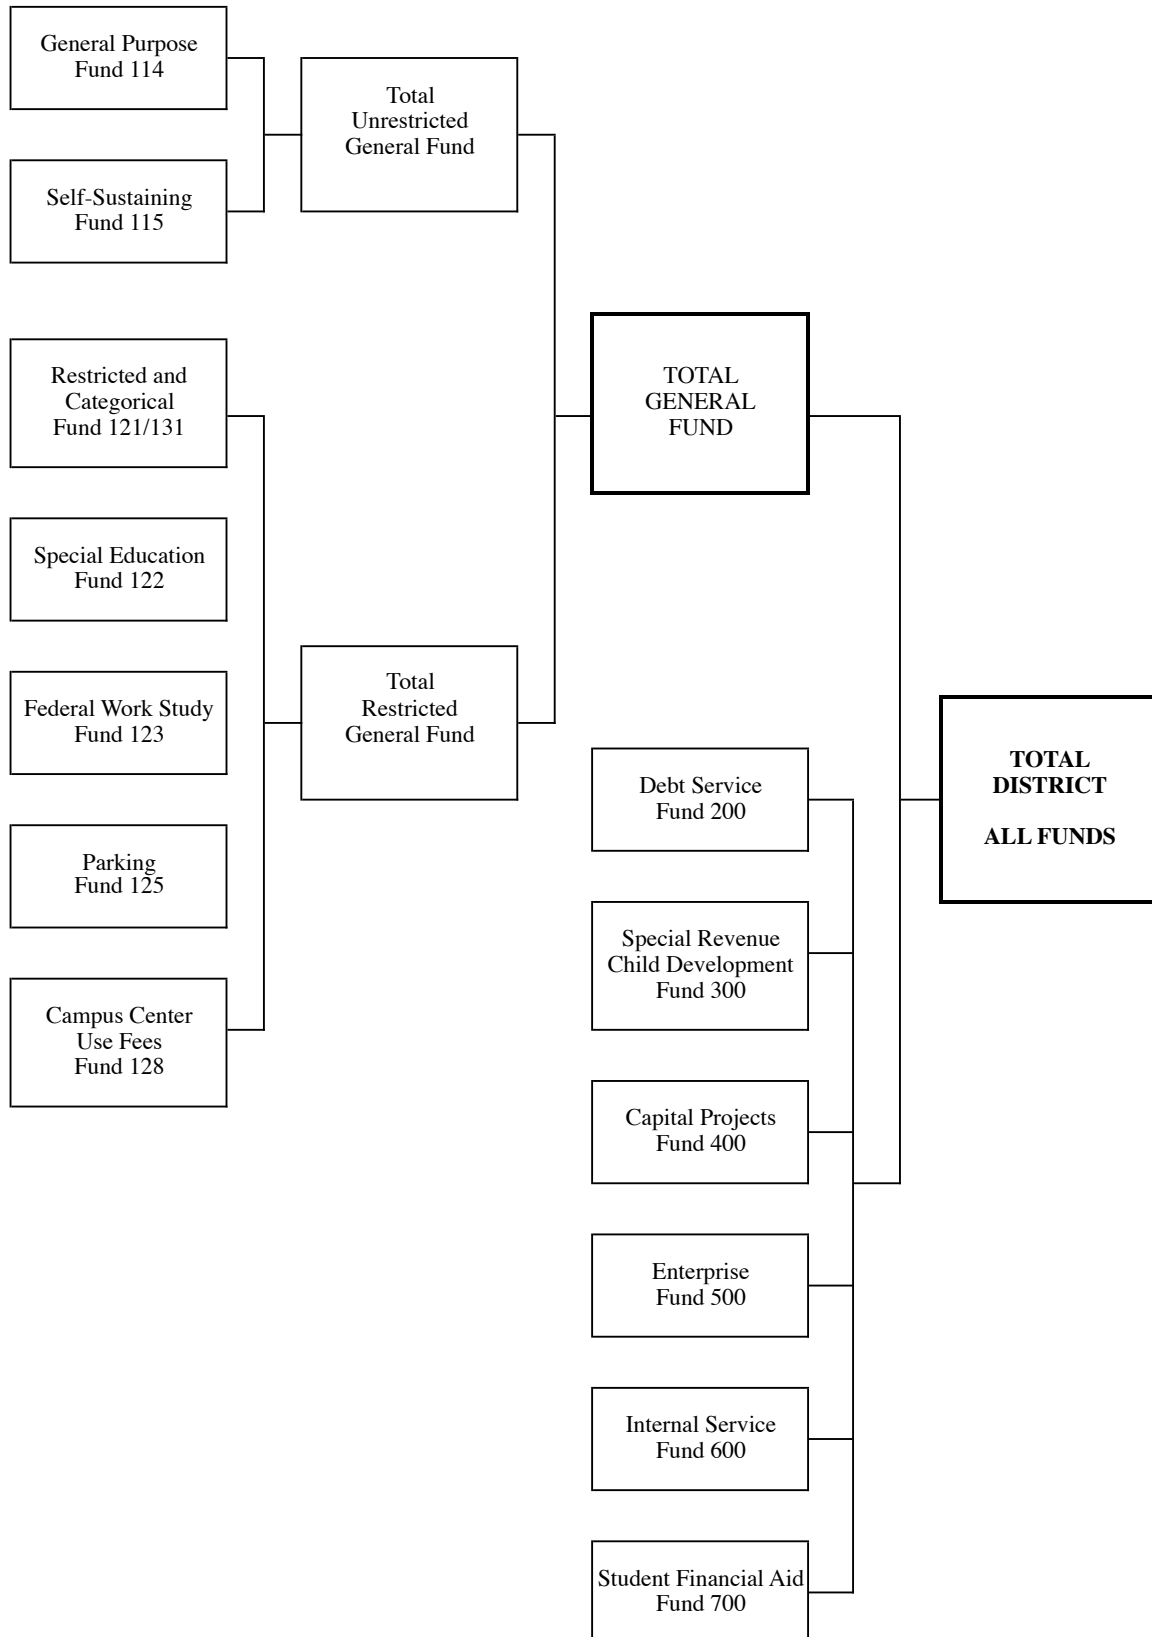 General Purpose
Fund 114
Total
Unrestricted
General Fund
Self-Sustaining
Fund 115
Restricted and
Categorical
Fund 121/131
TOTAL
GENERAL
FUND
Special Education
Fund 122
Federal Work Study
Fund 123
Total
Restricted
General Fund
Parking
Fund 125
Campus Center
Use Fees
Fund 128
Debt Service
Fund 200
Special Revenue
Child Development
Fund 300
Capital Projects
Fund 400
Enterprise
Fund 500
Internal Service
Fund 600
Student Financial Aid
Fund 700
TOTAL
DISTRICT
ALL FUNDS